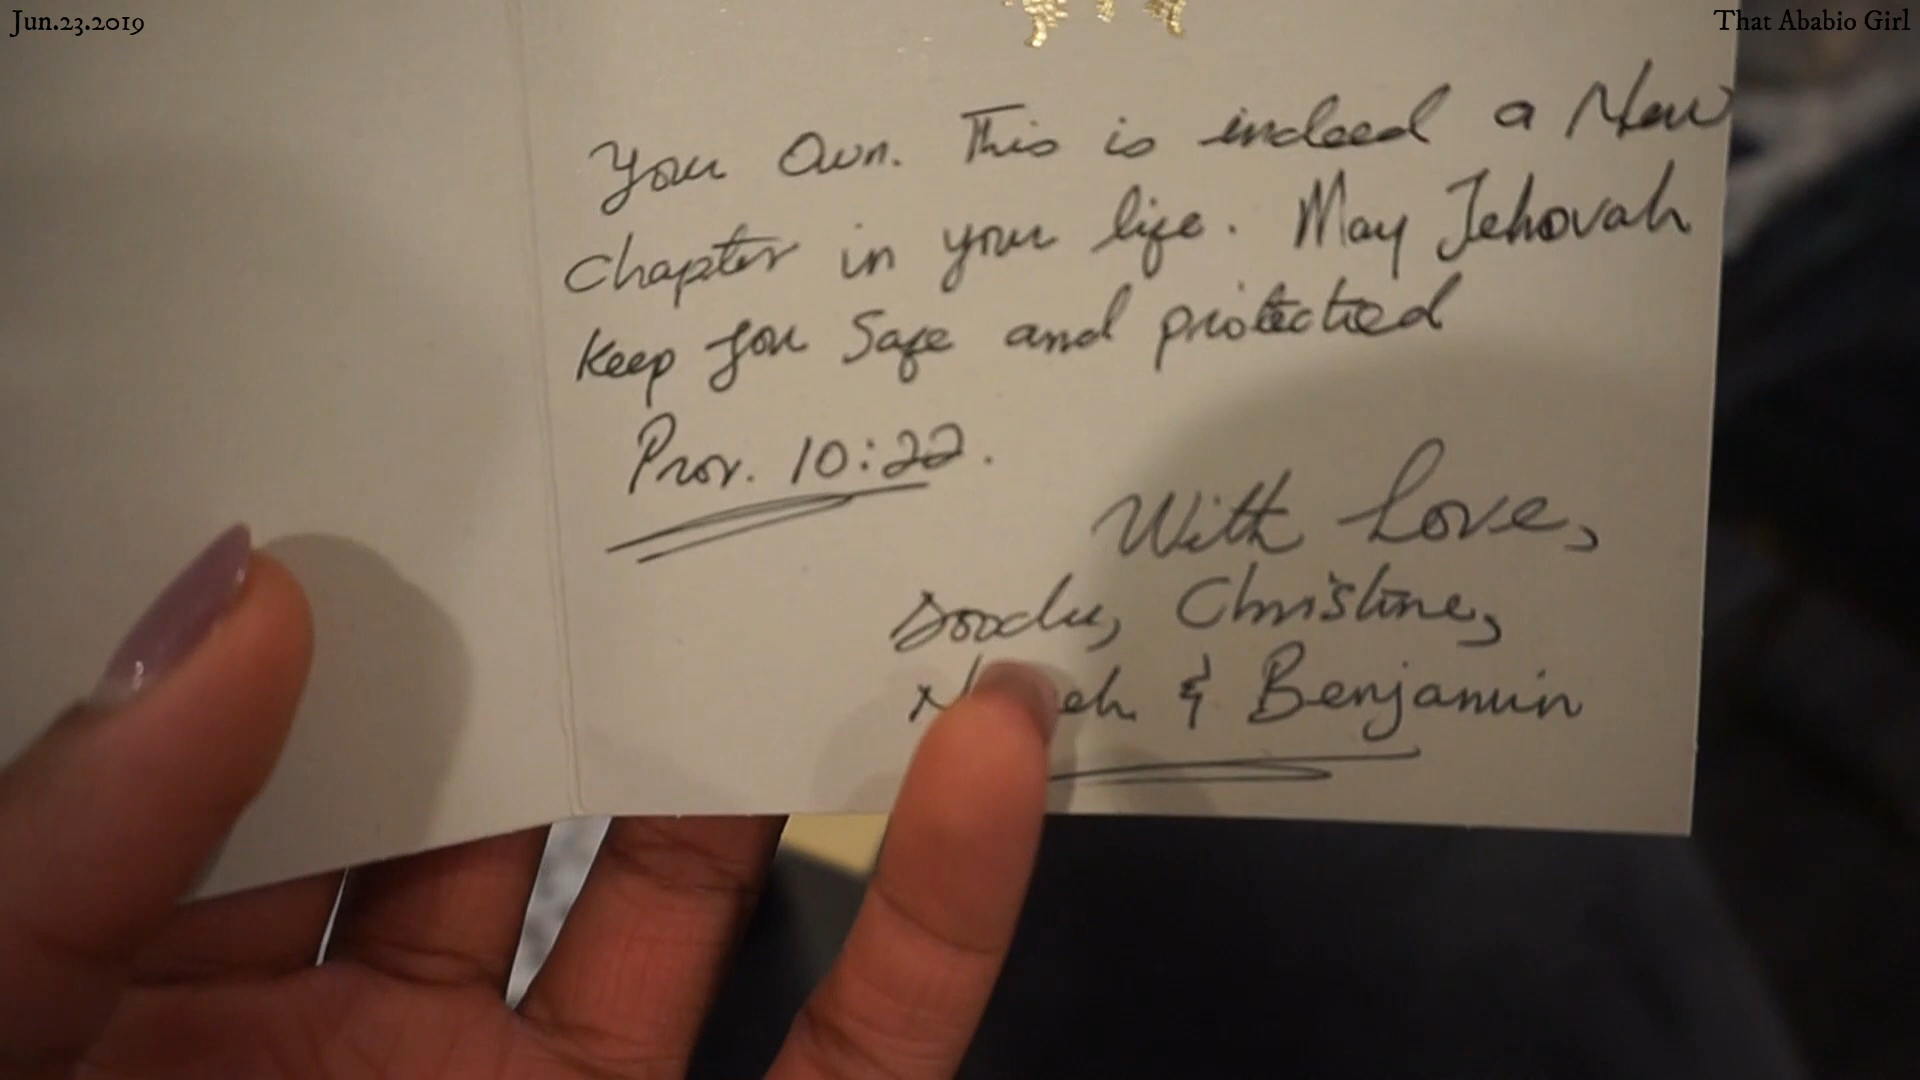 Jun.23.2019
That Ababio Girl
Your Own. This is indeed a New
Chapter in your life. May Jehovah
Keep you Safe and protected
Prov. 10:22.
With Love,
Christine,
& Benjamin